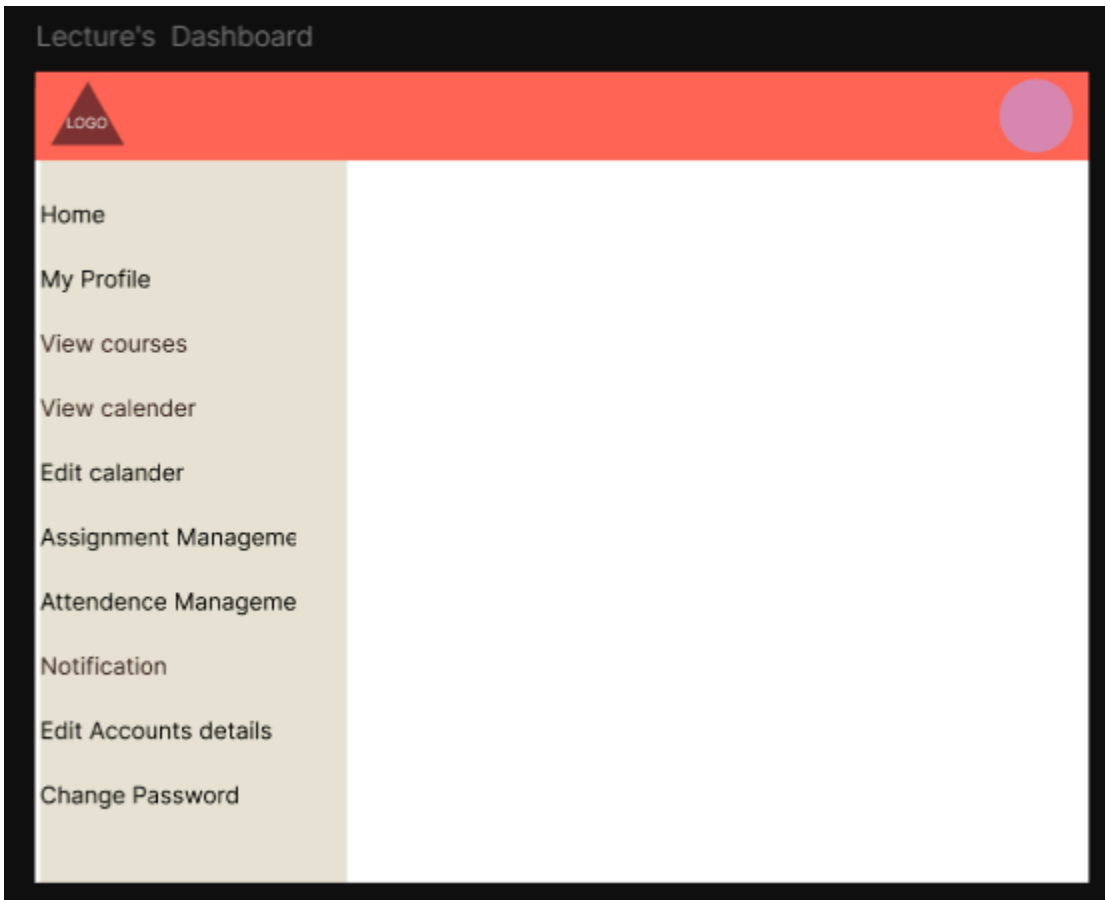 Lecture's Dashboard
LOGO
Home
My Profile
View courses
View calender
Edit calander
Assignment Manageme
Attendence Manageme
Notification
Edit Accounts details
Change Password